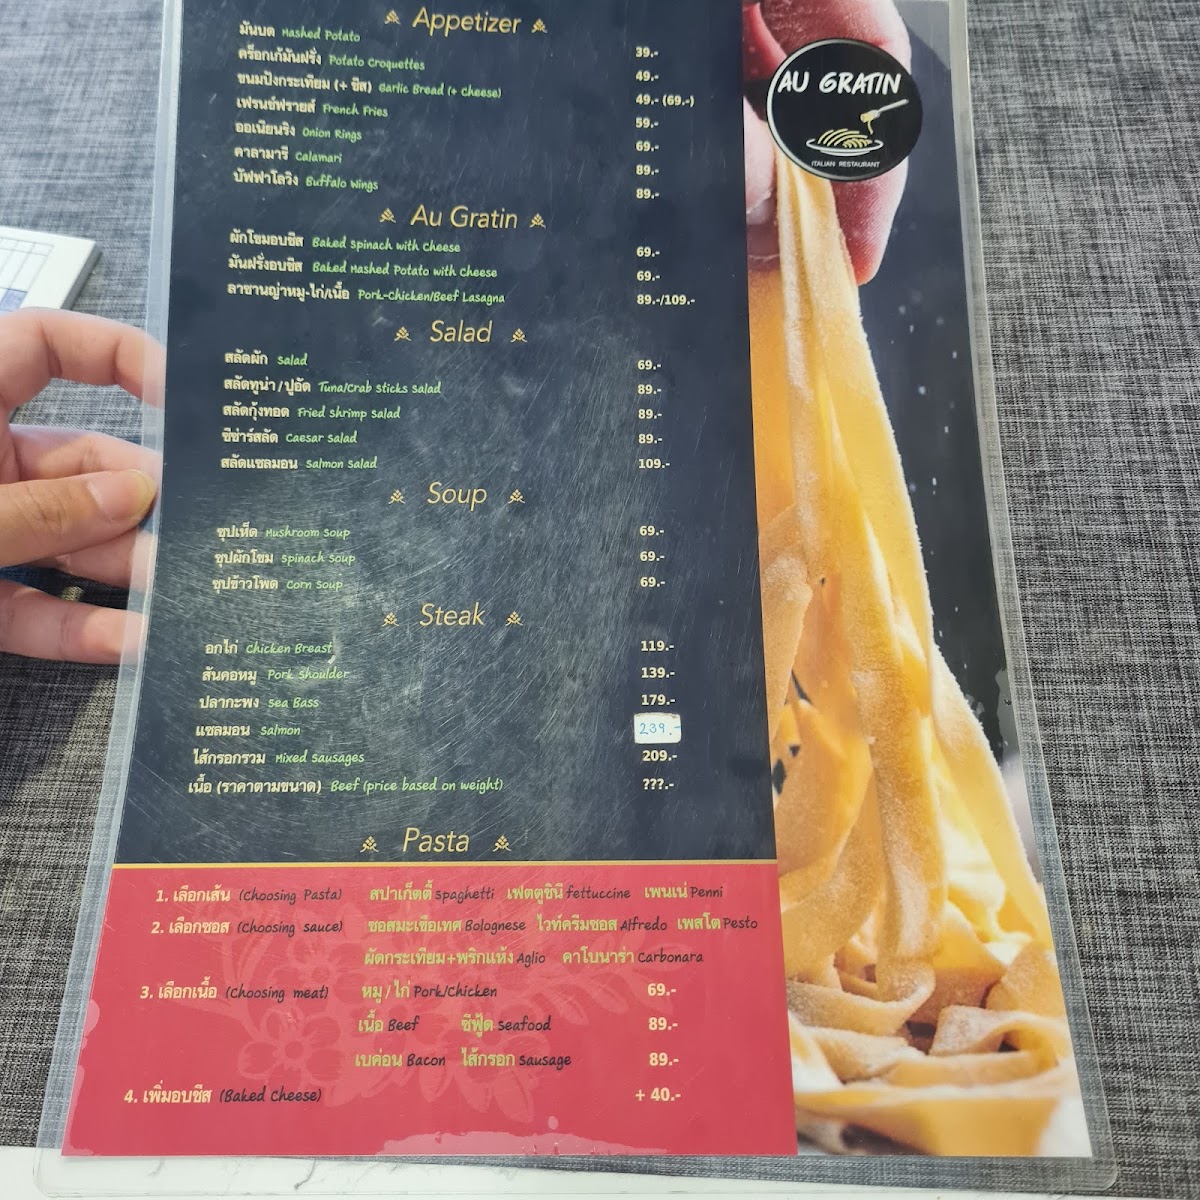 Appetizer
มันบด Mashed Potato 39.-
คร็อกเก้มันฝรั่ง Potato Croquettes 49.-
ขนมปังกระเทียม (+ ชีส) Garlic Bread (+ Cheese) 49.- (69.-)
เฟรนช์ฟรายส์ French Fries 59.-
ออเนียนริง Onion Rings 69.-
คาลามารี Calamari 89.-
บัฟฟาโลวิง Buffalo Wings 89.-
Au Gratin
ผักโขมอบชีส Baked Spinach with Cheese 69.-
มันฝรั่งอบชีส Baked Mashed Potato with Cheese 69.-
ลาซานญ่าหมู-ไก่/เนื้อ Pork-Chicken/Beef Lasagna 89.-/109.-
Salad
สลัดผัก Salad 69.-
สลัดทูน่า / ปูอัด Tuna/Crab Sticks Salad 89.-
สลัดกุ้งทอด Fried Shrimp Salad 89.-
ซีซ่าร์สลัด Caesar Salad 89.-
สลัดแซลมอน Salmon Salad 109.-
Soup
ซุปเห็ด Mushroom Soup 69.-
ซุปผักโขม Spinach Soup 69.-
ซุปข้าวโพด Corn Soup 69.-
Steak
อกไก่ Chicken Breast 119.-
สันคอหมู Pork Shoulder 139.-
ปลากะพง Sea Bass 179.-
แซลมอน Salmon 239.-
ไส้กรอกรวม Mixed Sausages 209.-
เนื้อ (ราคาตามขนาด) Beef (price based on weight) ???.-
Pasta
1. เลือกเส้น (Choosing Pasta) สปาเก็ตตี้ Spaghetti เฟตตูชินี fettuccine เพนเน่ Penni
2. เลือกซอส (Choosing sauce) ซอสมะเขือเทศ Bolognese ไวท์ครีมซอส Alfredo เพสโต Pesto
ผัดกระเทียม+พริกแห้ง Aglio คาโบนาร่า Carbonara
3. เลือกเนื้อ (Choosing meat) หมู / ไก่ Pork/Chicken 69.-
เนื้อ Beef ซีฟู้ด Seafood 89.-
เบค่อน Bacon ไส้กรอก Sausage 89.-
4. เพิ่มอบชีส (Baked Cheese) + 40.-
AU GRATIN
ITALIAN RESTAURANT